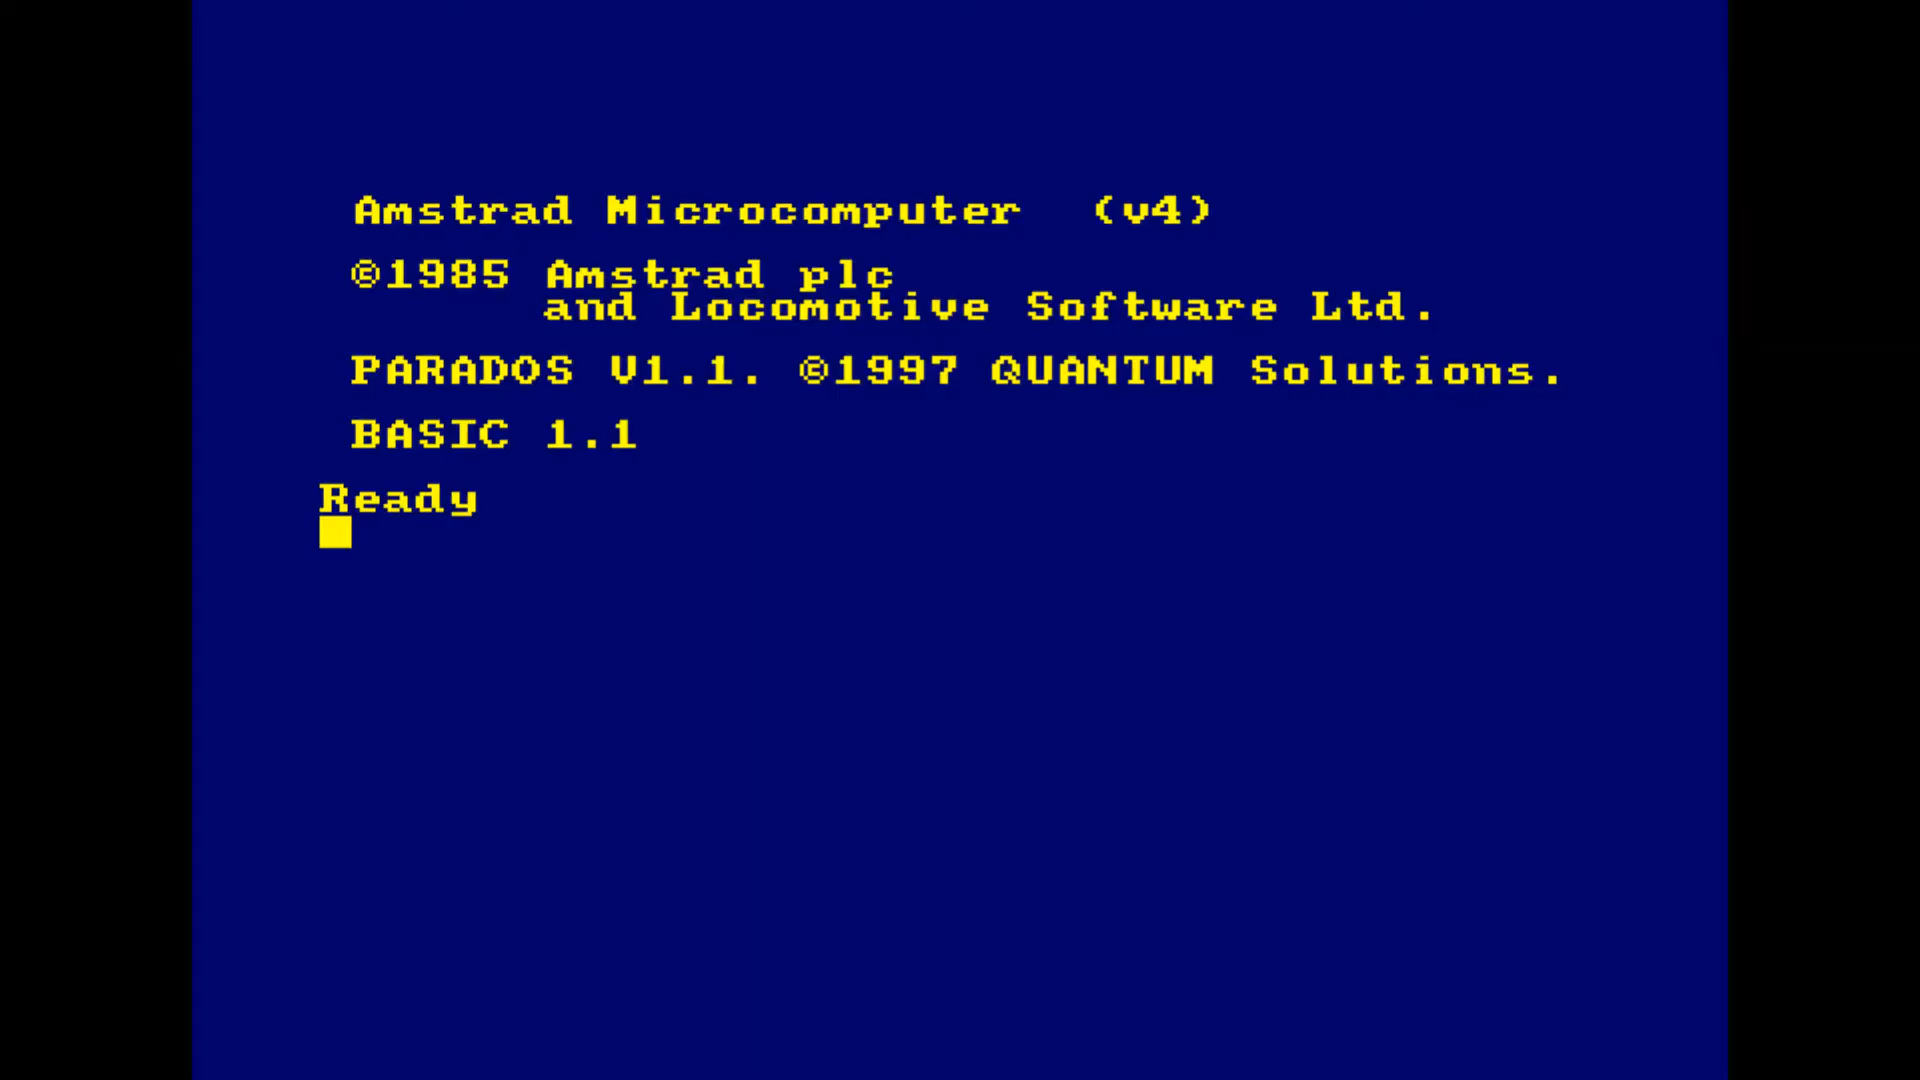 Amstrad Microcomputer (v4)
©1985 Amstrad plc
and Locomotive Software Ltd.
PARADOS V1.1. ©1997 QUANTUM Solutions.
BASIC 1.1
Ready